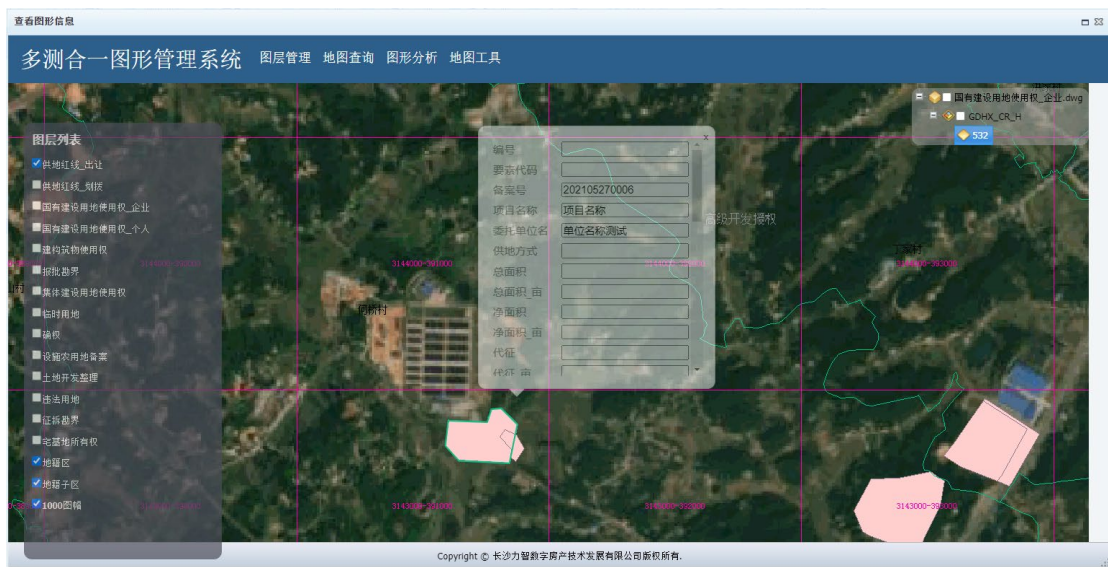 查看图形信息
多测合一图形管理系统 图层管理 地图查询 图形分析 地图工具
国有建设用地使用权_企业.dwg
GDHX_CR_H
532
图层列表
供地红线_出让
供地红线_划拨
国有建设用地使用权_企业
国有建设用地使用权_个人
建构筑物使用权
报批勘界
集体建设用地使用权
临时用地
确权
设施农用地备案
土地开发整理
违法用地
征拆勘界
宅基地所有权
地籍区
地籍子区
1000图幅
x
编号
要素代码
备案号 202105270006
项目名称 项目名称
委托单位名 单位名称测试
供地方式
总面积
总面积_亩
净面积
净面积_亩
代征
代征_亩
高级开发授权
3144000-391000
3143000-391000
3143000-392000
3143000-393000
Copyright © 长沙力智数字房产技术发展有限公司版权所有.